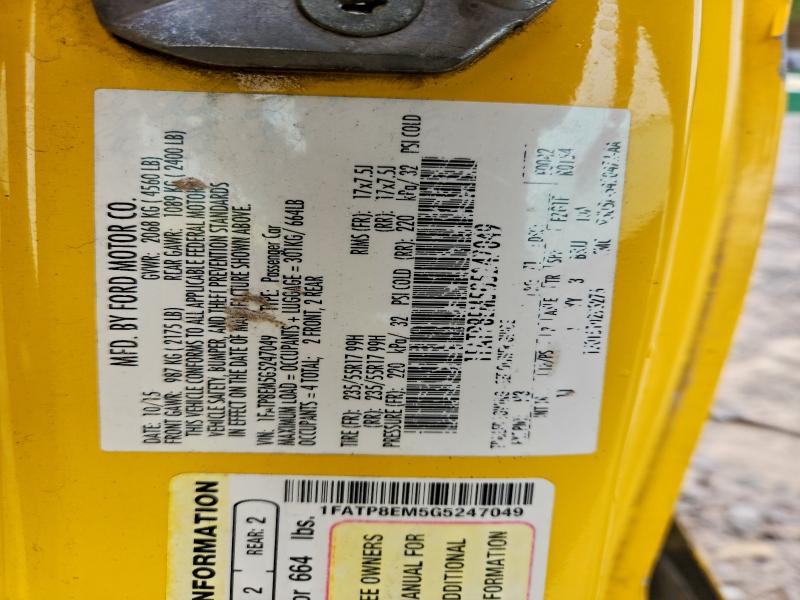 MFD. BY FORD MOTOR CO.
DATE: 10/15 GVWR: 2068 KG (4500 LB)
FRONT GAWR: 987 KG (2175 LB) REAR GAWR: 1089 KG (2400 LB)
THIS VEHICLE CONFORMS TO ALL APPLICABLE FEDERAL MOTOR
VEHICLE SAFETY, BUMPER, AND THEFT PREVENTION STANDARDS
IN EFFECT ON THE DATE OF MANUFACTURE SHOWN ABOVE.
VIN: 1FATP8EM5G5247049 TYPE: Passenger Car
MAXIMUM LOAD = OCCUPANTS + LUGGAGE = 301KG/664LB
OCCUPANTS = 4 TOTAL; 2 FRONT, 2 REAR
TIRE (FR): 235/55R17 99H RIMS (FR): 17x7.5J
(RR): 235/55R17 99H (RR): 17x7.5J
PRESSURE (FR): 220 kPa/ 32 PSI COLD (RR): 220 kPa/ 32 PSI COLD
1FATP8EM5G5247049
1FATP8EM5G5247049
NFORMATION
2 REAR: 2
or 664 lbs.
EE OWNERS
ANUAL FOR
DDITIONAL
FORMATION